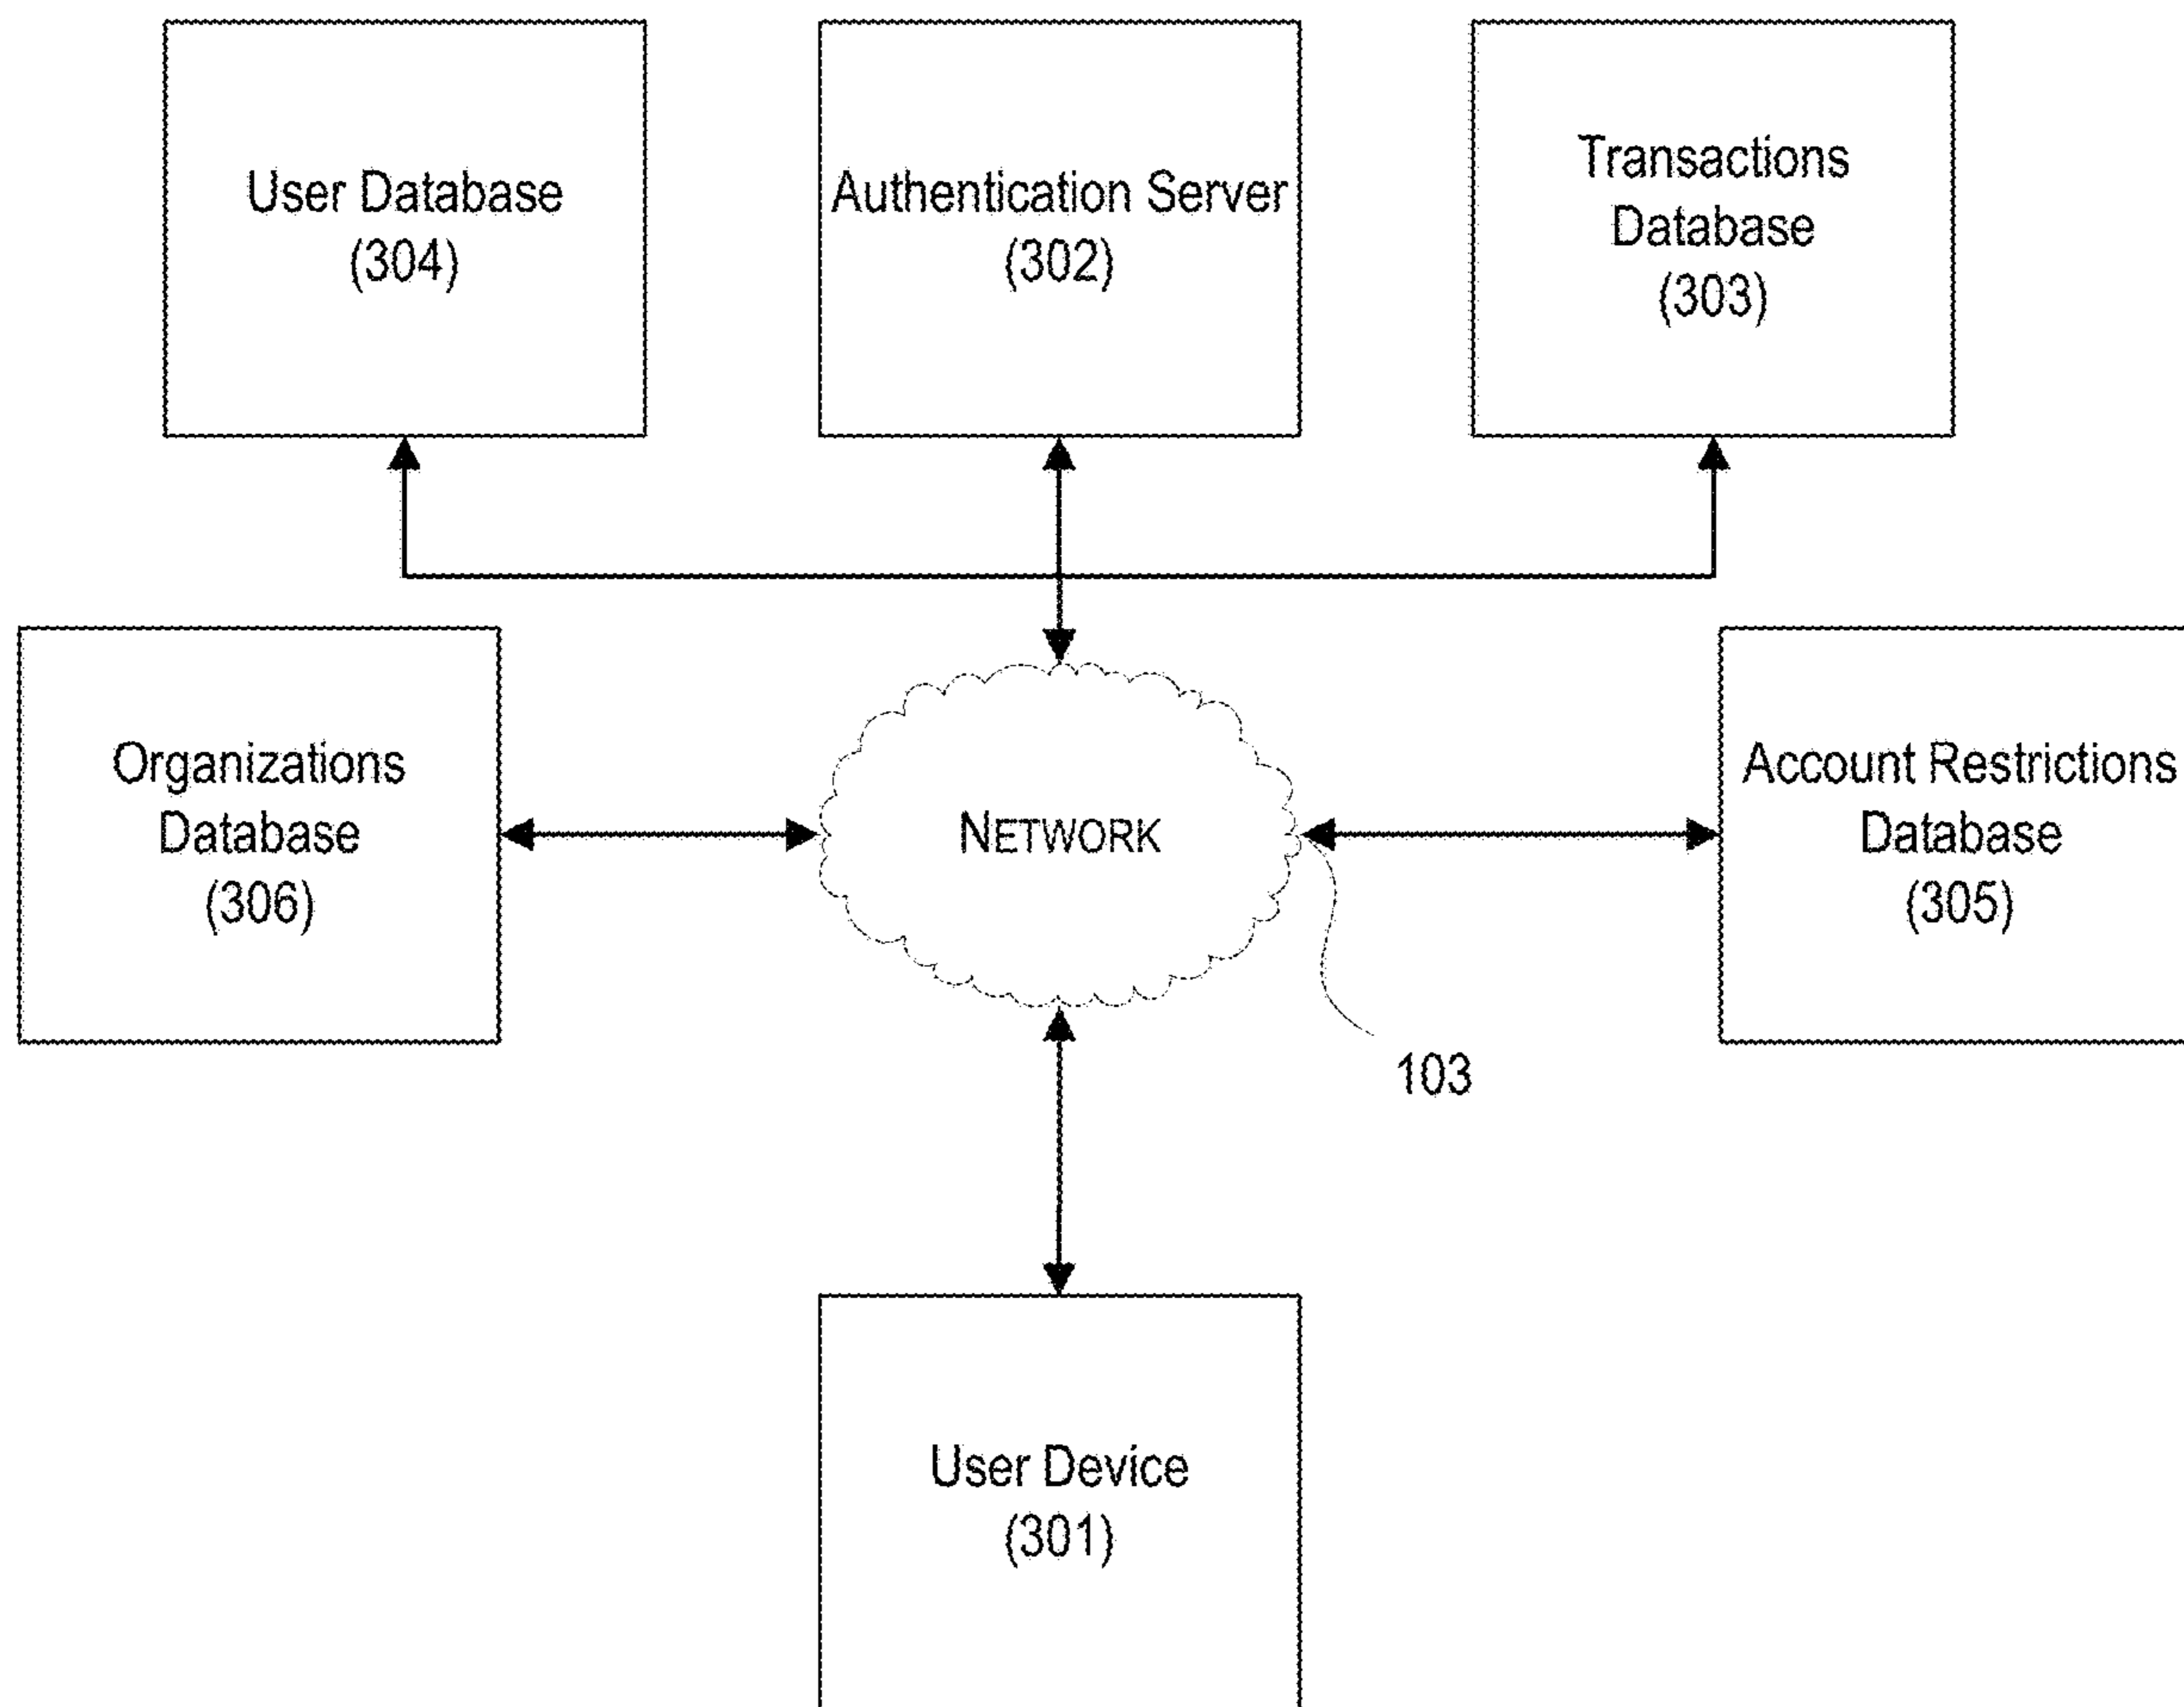 User Database
(304)
Authentication Server
(302)
Transactions
Database
(303)
Organizations
Database
(306)
NETWORK
Account Restrictions
Database
(305)
103
User Device
(301)